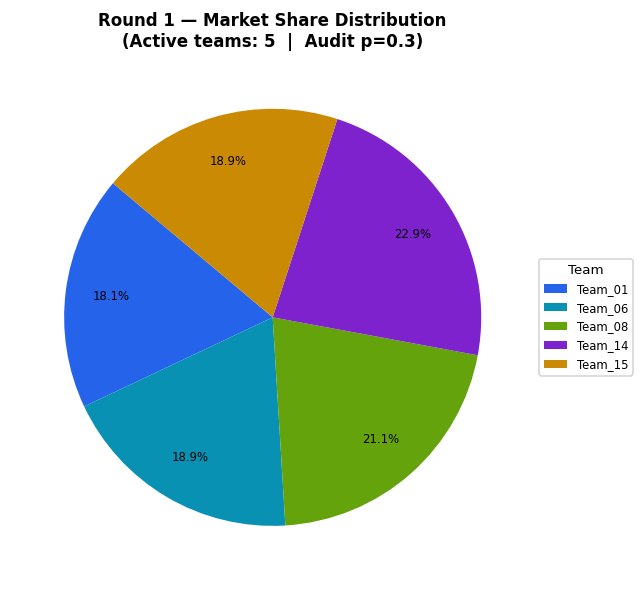 Round 1 — Market Share Distribution
(Active teams: 5  |  Audit p=0.3)
18.9%
22.9%
18.1%
21.1%
18.9%
Team
Team_01
Team_06
Team_08
Team_14
Team_15